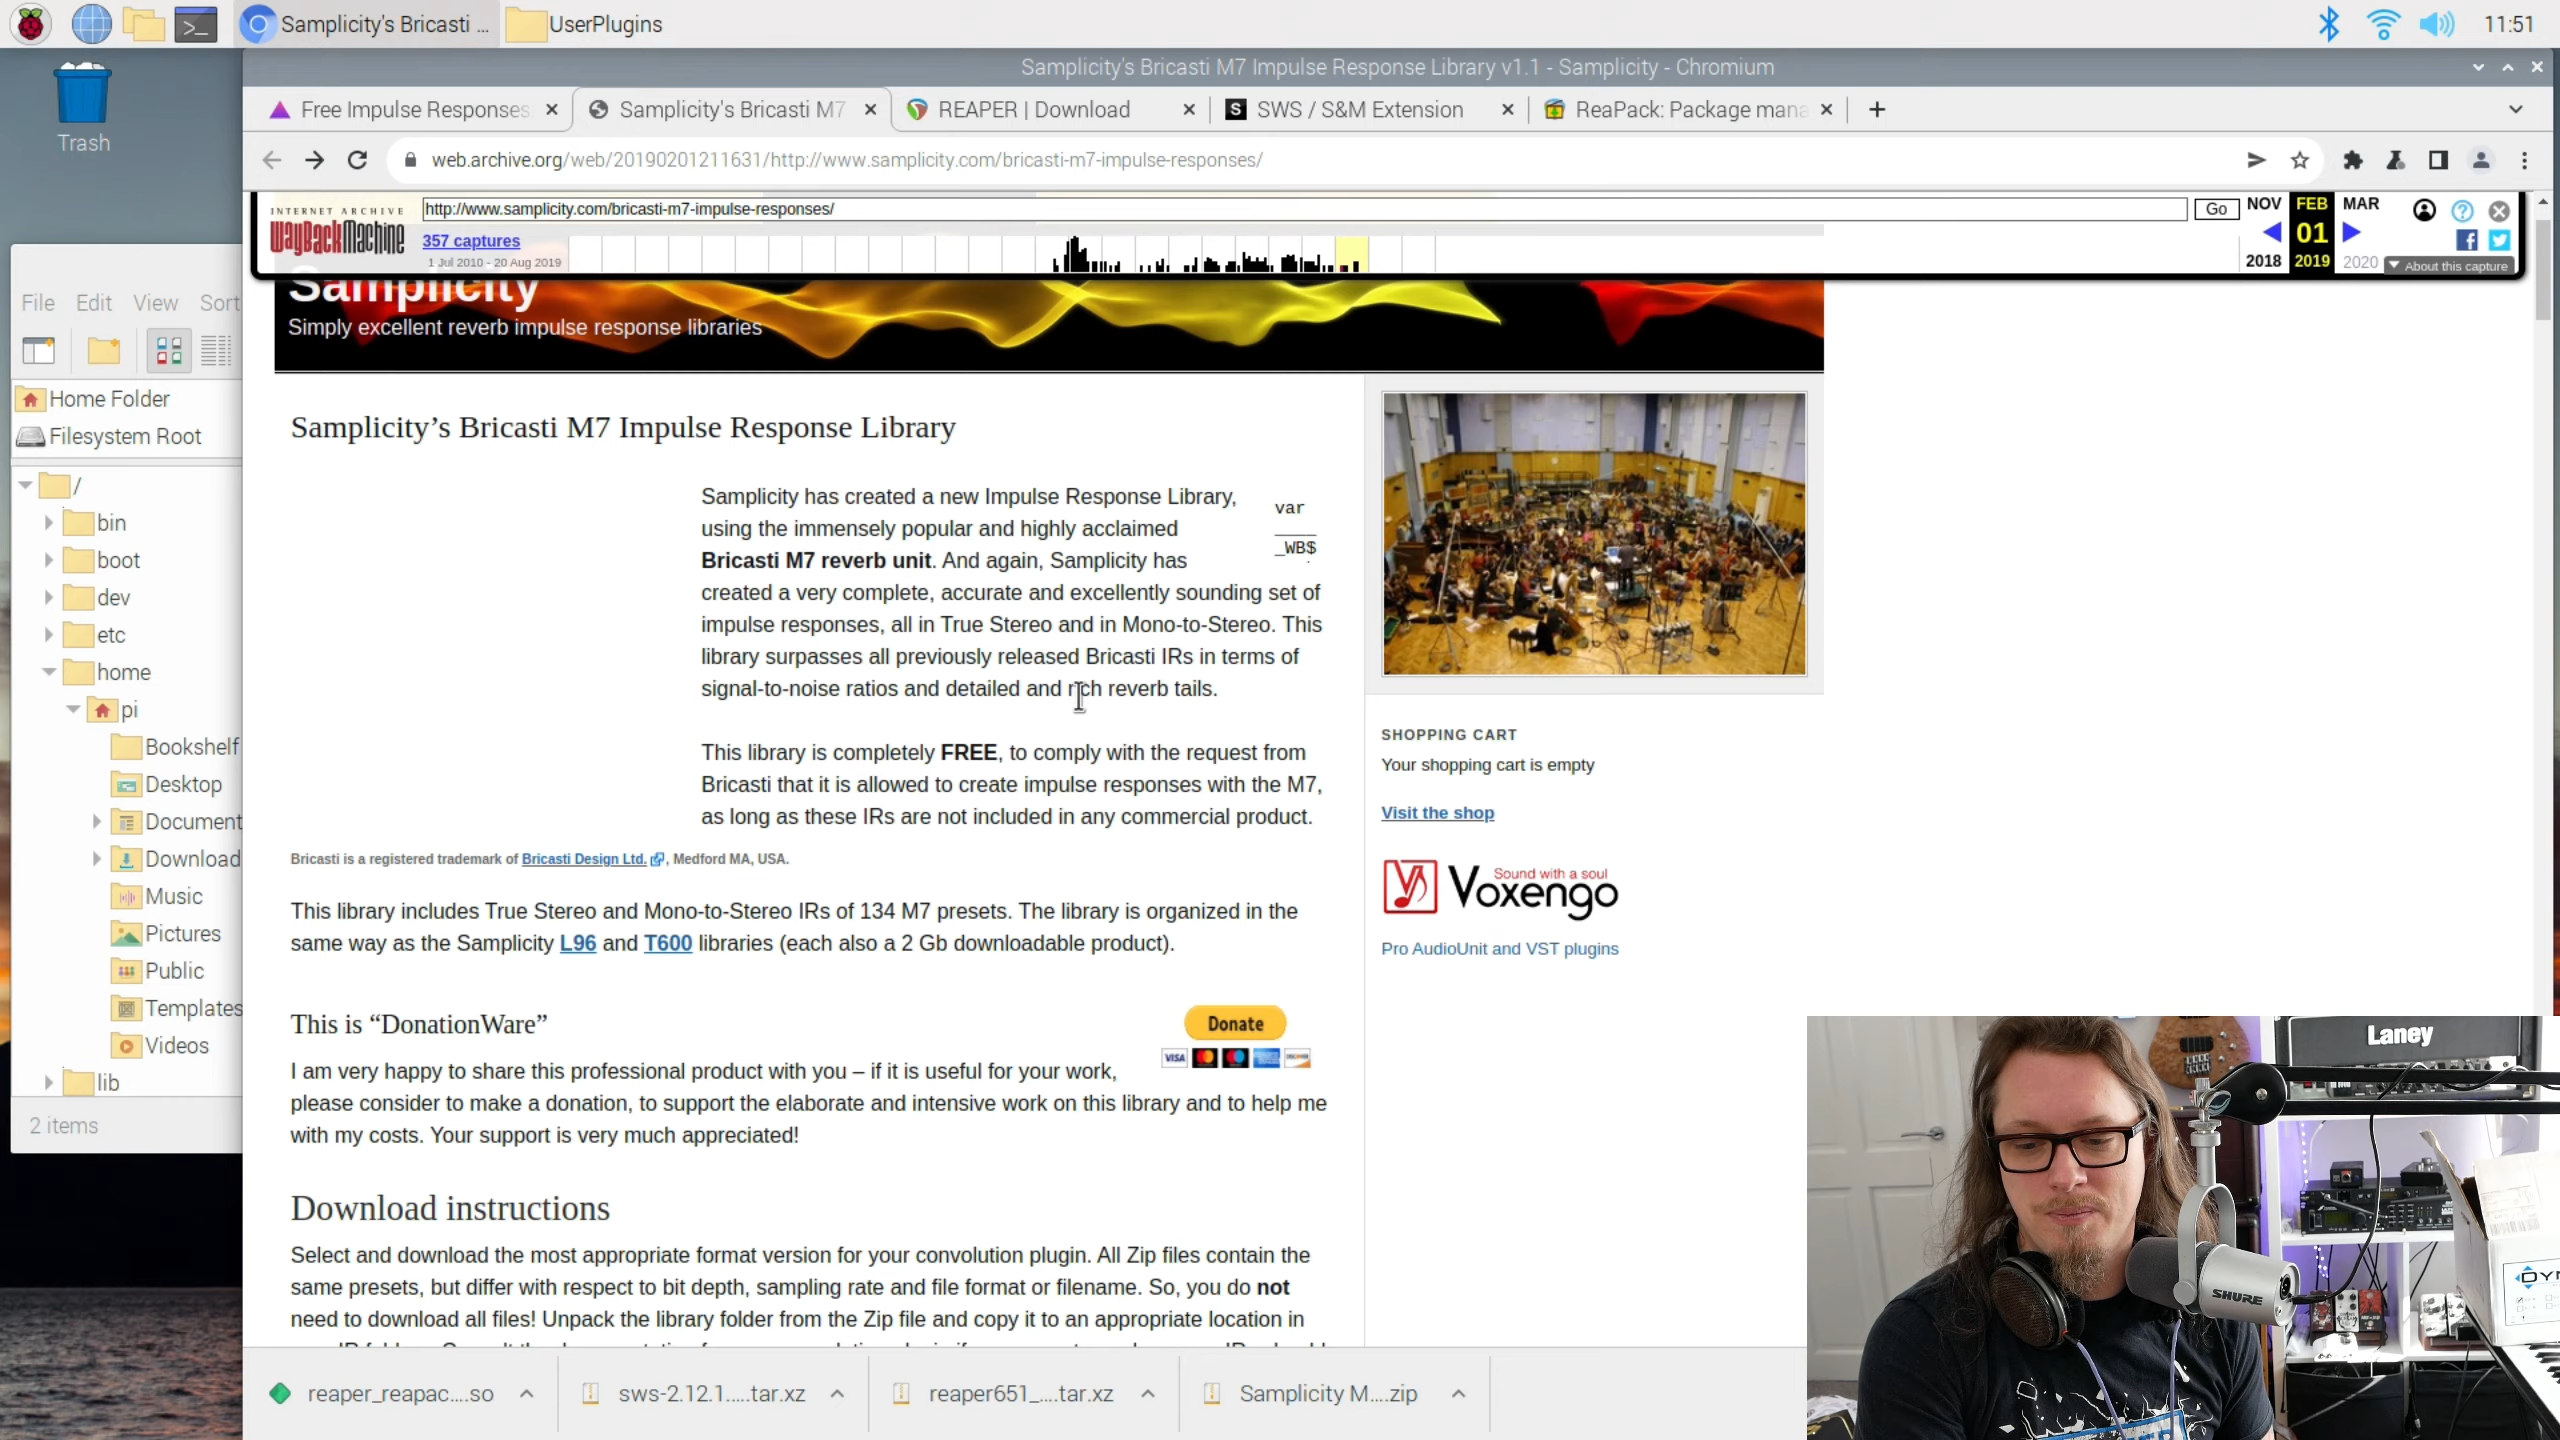 Samplicity's Bricasti ...
UserPlugins
11:51
Trash
Samplicity's Bricasti M7 Impulse Response Library v1.1 - Samplicity - Chromium
Free Impulse Responses
Samplicity's Bricasti M7
REAPER | Download
SWS / S&M Extension
ReaPack: Package mana
web.archive.org/web/20190201211631/http://www.samplicity.com/bricasti-m7-impulse-responses/
INTERNET ARCHIVE
WayBackMachine
http://www.samplicity.com/bricasti-m7-impulse-responses/
Go
NOV
FEB
MAR
357 captures
01
1 Jul 2010 - 20 Aug 2019
2018
2019
2020
About this capture
File Edit View Sort
Home Folder
Filesystem Root
/
bin
boot
dev
etc
home
pi
Bookshelf
Desktop
Document
Download
Music
Pictures
Public
Templates
Videos
lib
2 items
Samplicity
Simply excellent reverb impulse response libraries
Samplicity’s Bricasti M7 Impulse Response Library
Samplicity has created a new Impulse Response Library,
using the immensely popular and highly acclaimed
Bricasti M7 reverb unit. And again, Samplicity has
created a very complete, accurate and excellently sounding set of
impulse responses, all in True Stereo and in Mono-to-Stereo. This
library surpasses all previously released Bricasti IRs in terms of
signal-to-noise ratios and detailed and rich reverb tails.
var
____
_WB$
This library is completely FREE, to comply with the request from
Bricasti that it is allowed to create impulse responses with the M7,
as long as these IRs are not included in any commercial product.
Bricasti is a registered trademark of Bricasti Design Ltd. , Medford MA, USA.
This library includes True Stereo and Mono-to-Stereo IRs of 134 M7 presets. The library is organized in the
same way as the Samplicity L96 and T600 libraries (each also a 2 Gb downloadable product).
This is “DonationWare”
Donate
VISA
DISCOVER
I am very happy to share this professional product with you – if it is useful for your work,
please consider to make a donation, to support the elaborate and intensive work on this library and to help me
with my costs. Your support is very much appreciated!
Download instructions
Select and download the most appropriate format version for your convolution plugin. All Zip files contain the
same presets, but differ with respect to bit depth, sampling rate and file format or filename. So, you do not
need to download all files! Unpack the library folder from the Zip file and copy it to an appropriate location in
SHOPPING CART
Your shopping cart is empty
Visit the shop
Sound with a soul
Voxengo
Pro AudioUnit and VST plugins
reaper_reapac....so
sws-2.12.1.....tar.xz
reaper651_....tar.xz
Samplicity M....zip
Laney
SHURE
DYN